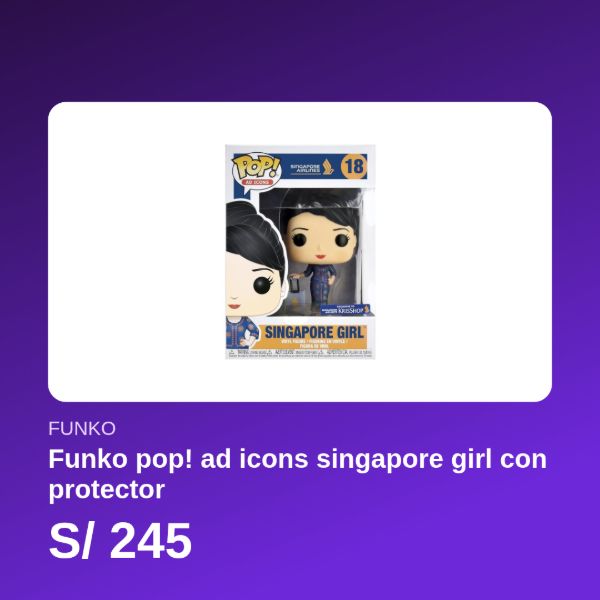 POP!
AD ICONS
SINGAPORE
AIRLINES
18
KRISSHOP
SINGAPORE GIRL
FUNKO
Funko pop! ad icons singapore girl con
protector
S/ 245